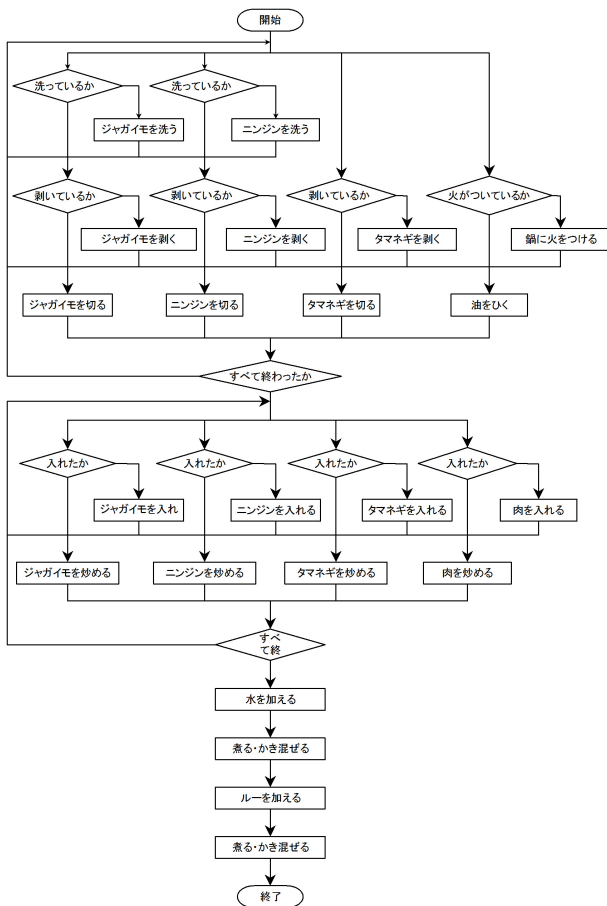 開始
洗っているか
洗っているか
ジャガイモを洗う
ニンジンを洗う
剥いているか
剥いているか
剥いているか
火がついているか
ジャガイモを剥く
ニンジンを剥く
タマネギを剥く
鍋に火をつける
ジャガイモを切る
ニンジンを切る
タマネギを切る
油をひく
すべて終わったか
入れたか
入れたか
入れたか
入れたか
ジャガイモを入れ
ニンジンを入れる
タマネギを入れる
肉を入れる
ジャガイモを炒める
ニンジンを炒める
タマネギを炒める
肉を炒める
すべ
て終
水を加える
煮る・かき混ぜる
ルーを加える
煮る・かき混ぜる
終了